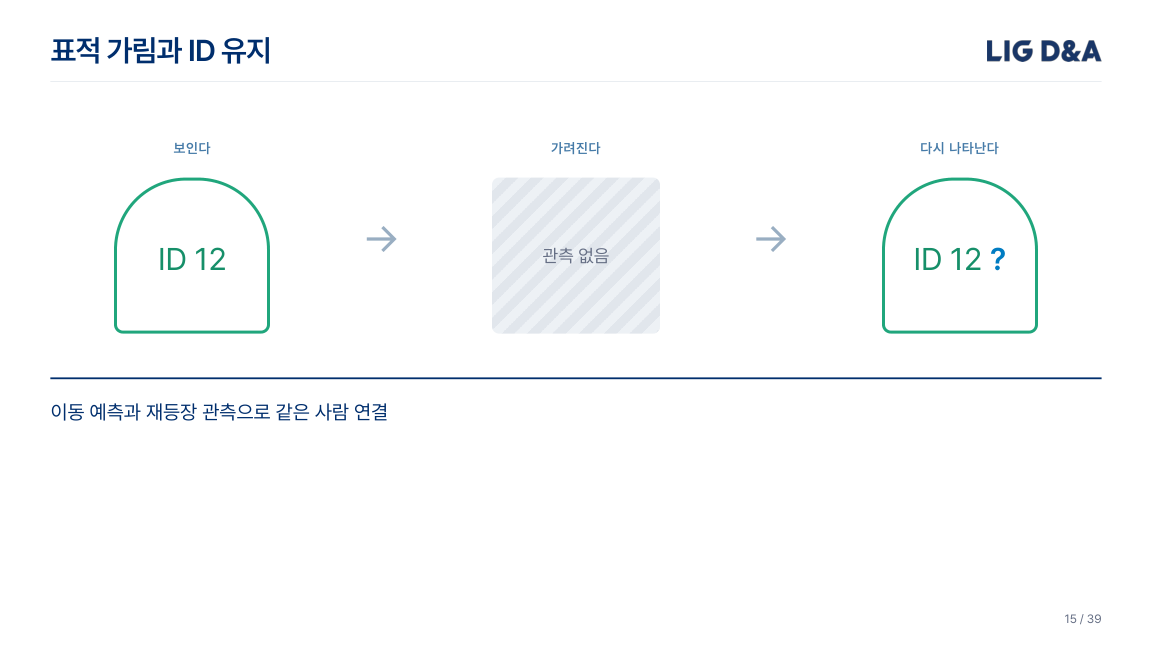 표적 가림과 ID 유지
LIG D&A
보인다
가려진다
다시 나타난다
ID 12
관측 없음
ID 12 ?
이동 예측과 재등장 관측으로 같은 사람 연결
15 / 39